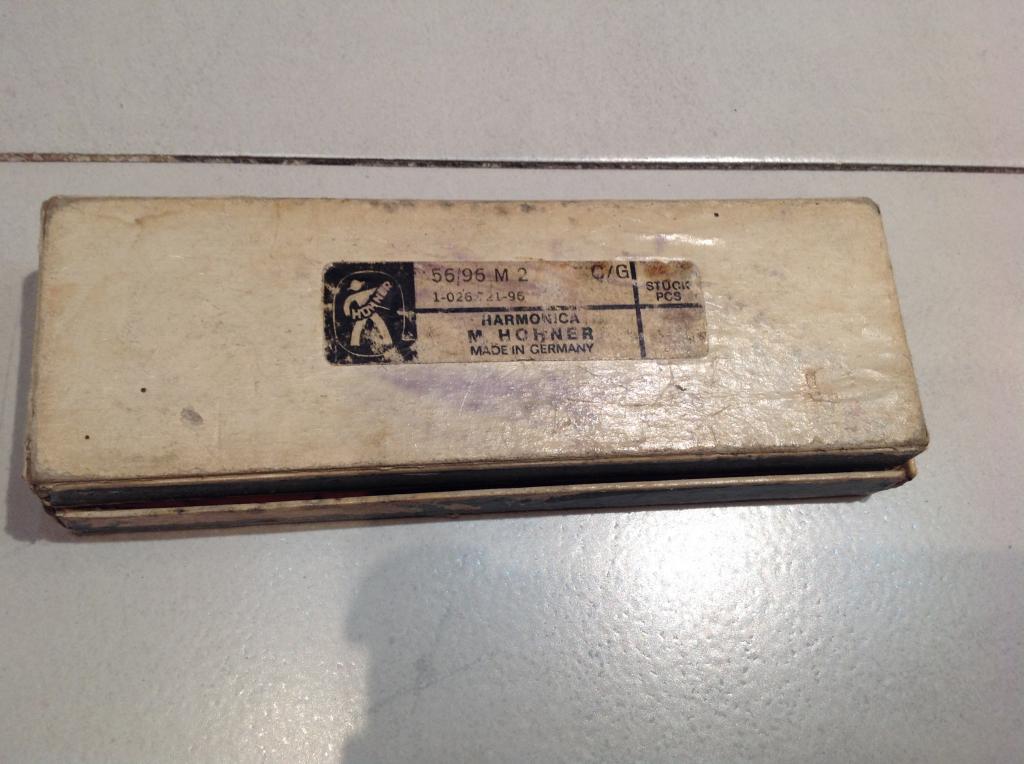 HOHNER
56/96 M 2 C/G
STÜCK
PCS
HARMONICA
M. HOHNER
MADE IN GERMANY